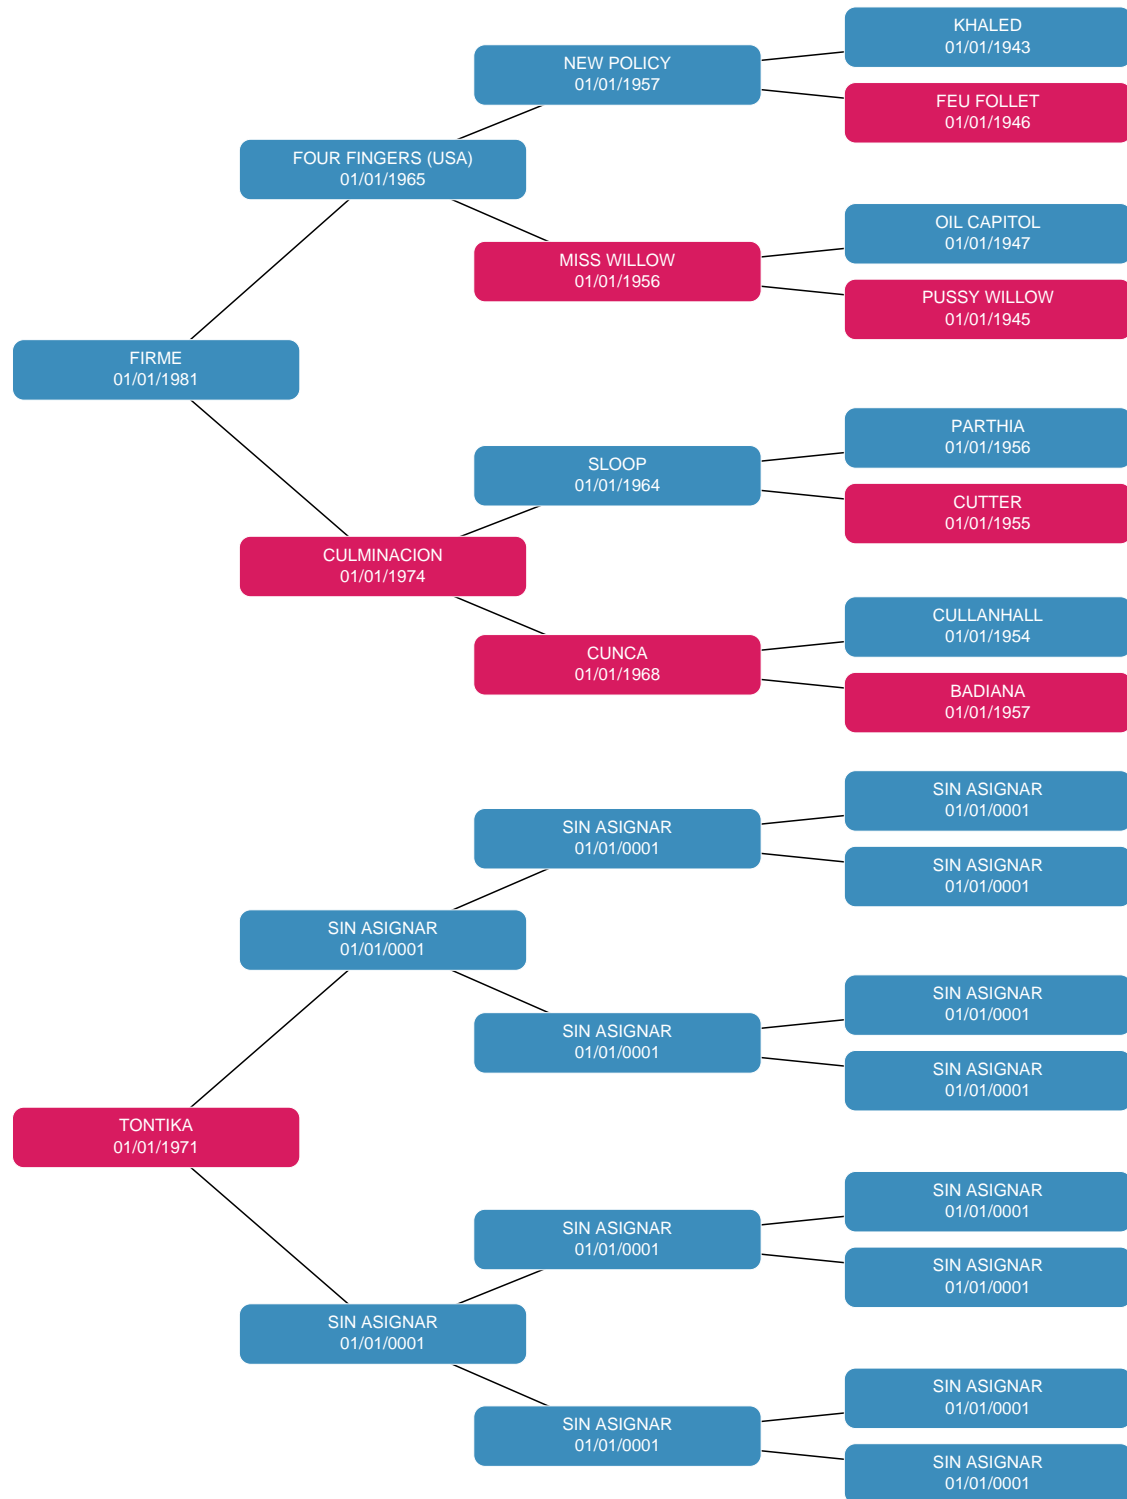 KHALED
01/01/1943
NEW POLICY
01/01/1957
FEU FOLLET
01/01/1946
FOUR FINGERS (USA)
01/01/1965
OIL CAPITOL
01/01/1947
MISS WILLOW
01/01/1956
PUSSY WILLOW
01/01/1945
FIRME
01/01/1981
PARTHIA
01/01/1956
SLOOP
01/01/1964
CUTTER
01/01/1955
CULMINACION
01/01/1974
CULLANHALL
01/01/1954
CUNCA
01/01/1968
BADIANA
01/01/1957
SIN ASIGNAR
01/01/0001
SIN ASIGNAR
01/01/0001
SIN ASIGNAR
01/01/0001
SIN ASIGNAR
01/01/0001
SIN ASIGNAR
01/01/0001
SIN ASIGNAR
01/01/0001
SIN ASIGNAR
01/01/0001
TONTIKA
01/01/1971
SIN ASIGNAR
01/01/0001
SIN ASIGNAR
01/01/0001
SIN ASIGNAR
01/01/0001
SIN ASIGNAR
01/01/0001
SIN ASIGNAR
01/01/0001
SIN ASIGNAR
01/01/0001
SIN ASIGNAR
01/01/0001